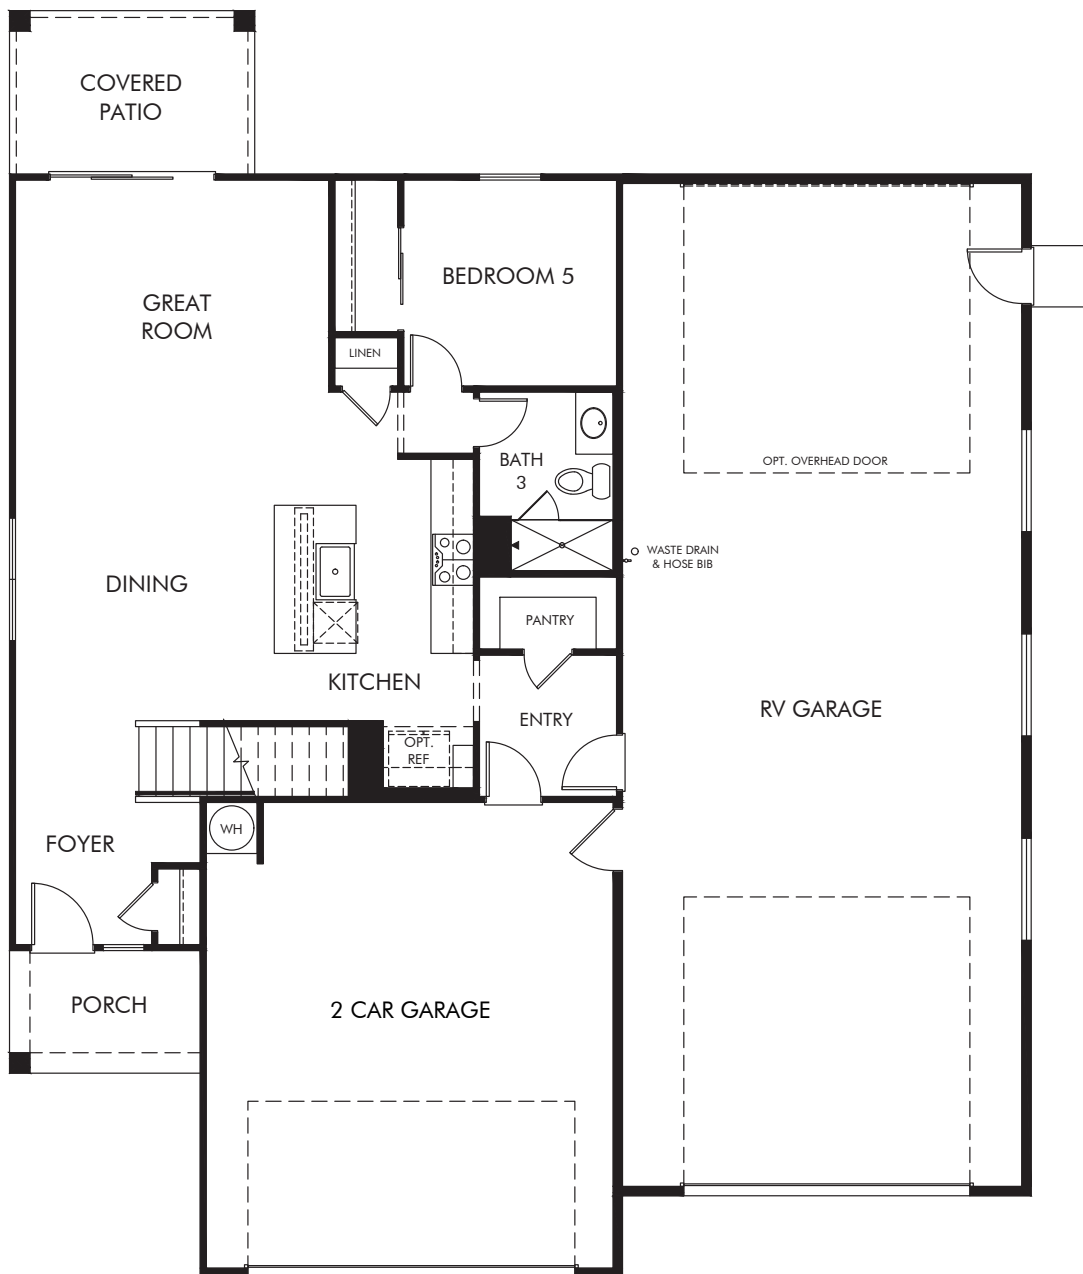 COVERED
PATIO
GREAT
ROOM
BEDROOM 5
LINEN
BATH
3
OPT. OVERHEAD DOOR
WASTE DRAIN
& HOSE BIB
DINING
PANTRY
KITCHEN
ENTRY
RV GARAGE
OPT.
REF
WH
FOYER
PORCH
2 CAR GARAGE